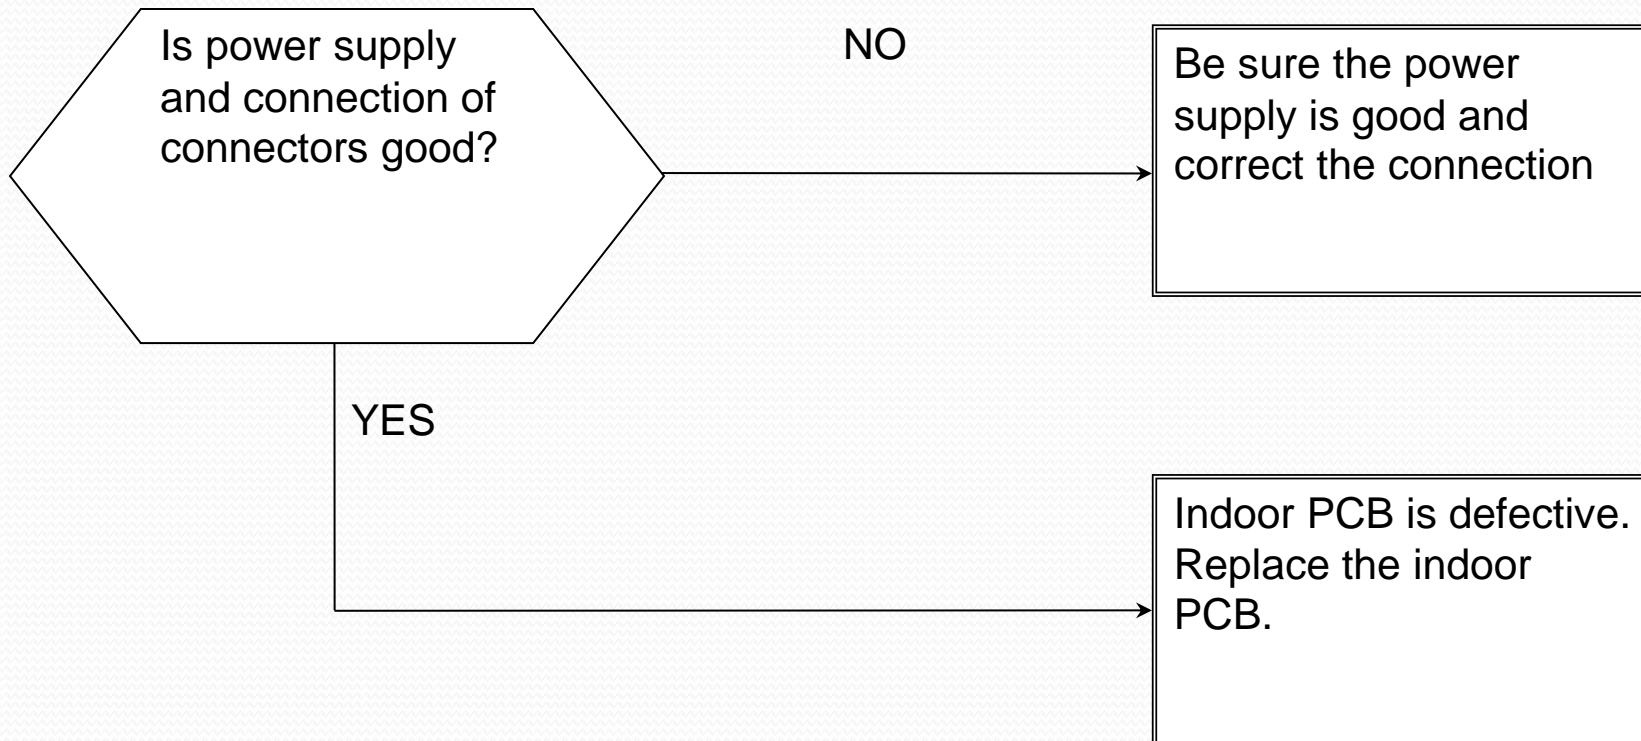 Is power supply
and connection of
connectors good?
NO
Be sure the power
supply is good and
correct the connection
YES
Indoor PCB is defective.
Replace the indoor
PCB.